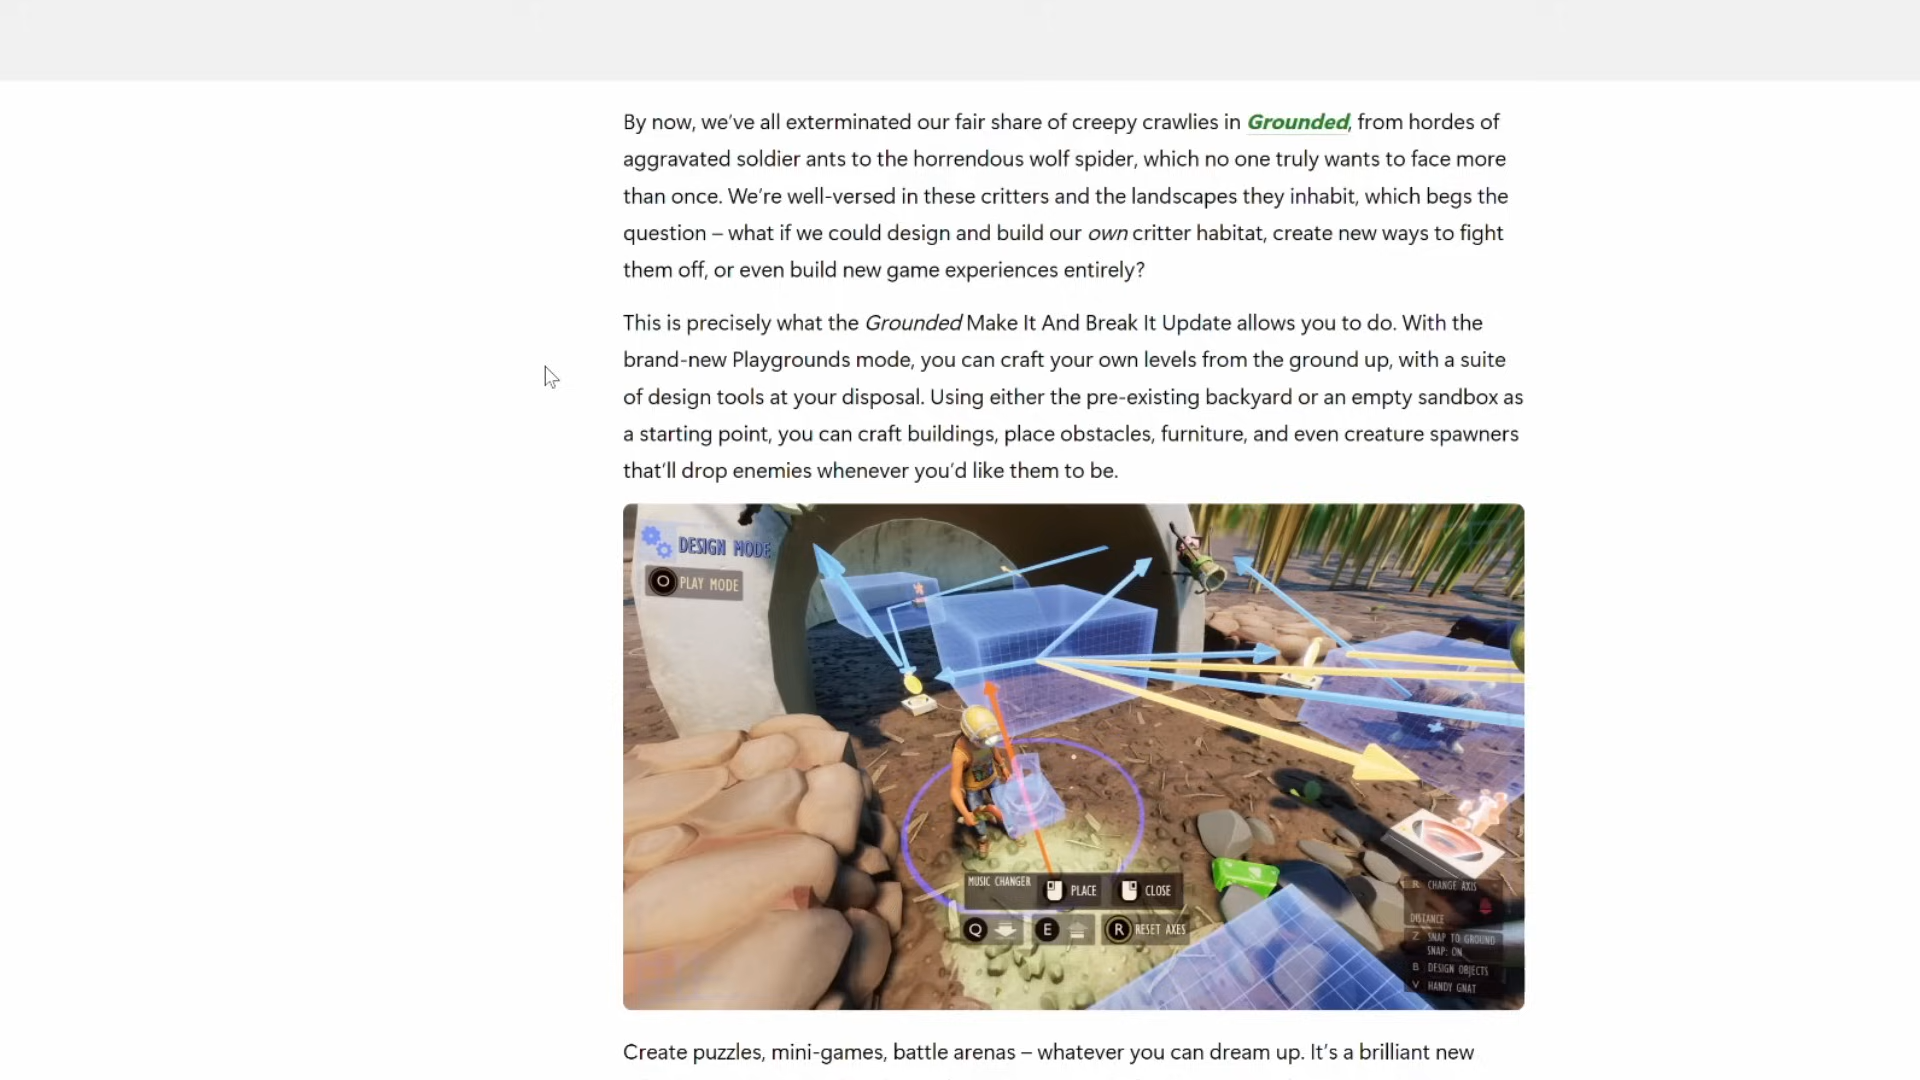 By now, we’ve all exterminated our fair share of creepy crawlies in Grounded, from hordes of
aggravated soldier ants to the horrendous wolf spider, which no one truly wants to face more
than once. We’re well-versed in these critters and the landscapes they inhabit, which begs the
question – what if we could design and build our own critter habitat, create new ways to fight
them off, or even build new game experiences entirely?
This is precisely what the Grounded Make It And Break It Update allows you to do. With the
brand-new Playgrounds mode, you can craft your own levels from the ground up, with a suite
of design tools at your disposal. Using either the pre-existing backyard or an empty sandbox as
a starting point, you can craft buildings, place obstacles, furniture, and even creature spawners
that’ll drop enemies whenever you’d like them to be.
DESIGN MODE
O PLAY MODE
MUSIC CHANGER PLACE CLOSE
Q E R RESET AXES
R CHANGE AXIS
DISTANCE
Z SNAP TO GROUND
SNAP: ON
B DESIGN OBJECTS
V HANDY GNAT
Create puzzles, mini-games, battle arenas – whatever you can dream up. It’s a brilliant new